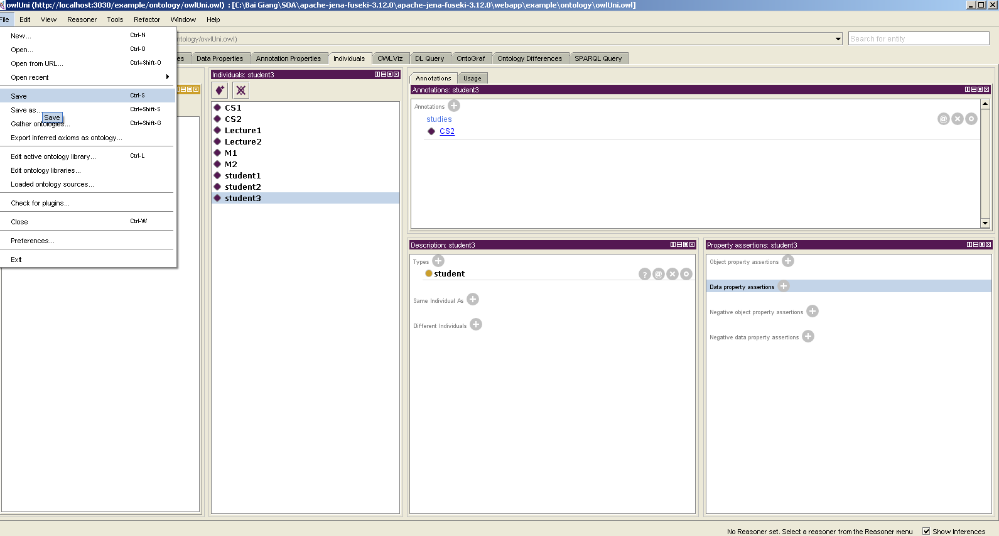 owlUni (http://localhost:3030/example/ontology/owlUni.owl) : [C:\Bai Giang\SOA\apache-jena-fuseki-3.12.0\apache-jena-fuseki-3.12.0\webapp\example\ontology\owlUni.owl]
File Edit View Reasoner Tools Refactor Window Help
New... Ctrl-N
Open... Ctrl-O
Open from URL... Ctrl+Shift-O
Open recent
Save Ctrl-S
Save as... Ctrl+Shift-S
Save
Gather ontologies... Ctrl+Shift-G
Export inferred axioms as ontology...
Edit active ontology library... Ctrl-L
Edit ontology libraries...
Loaded ontology sources...
Check for plugins...
Close Ctrl-W
Preferences...
Exit
ntology/owlUni.owl)
Search for entity
es Data Properties Annotation Properties Individuals OWLViz DL Query OntoGraf Ontology Differences SPARQL Query
Individuals: student3
CS1
CS2
Lecture1
Lecture2
M1
M2
student1
student2
student3
Annotations Usage
Annotations: student3
Annotations
studies
CS2
Description: student3
Types
student
Same Individual As
Different Individuals
Property assertions: student3
Object property assertions
Data property assertions
Negative object property assertions
Negative data property assertions
No Reasoner set. Select a reasoner from the Reasoner menu Show Inferences